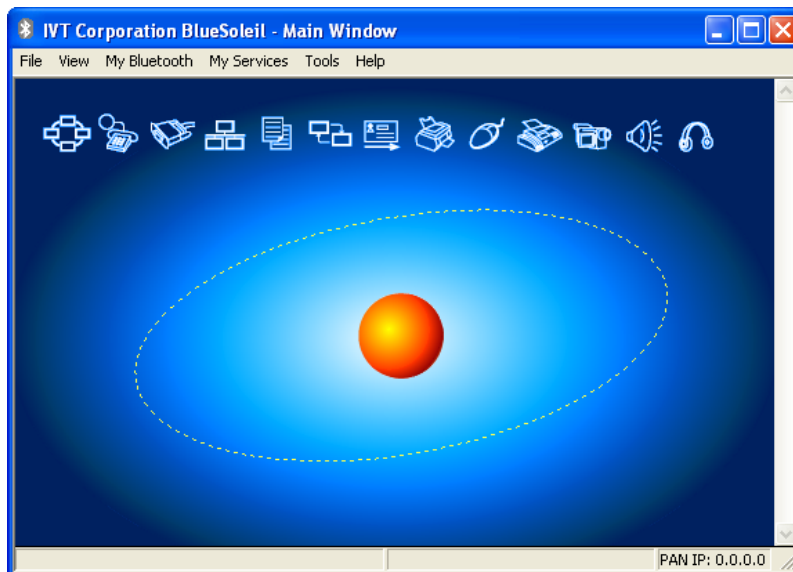 IVT Corporation BlueSoleil - Main Window
File View My Bluetooth My Services Tools Help
PAN IP: 0.0.0.0